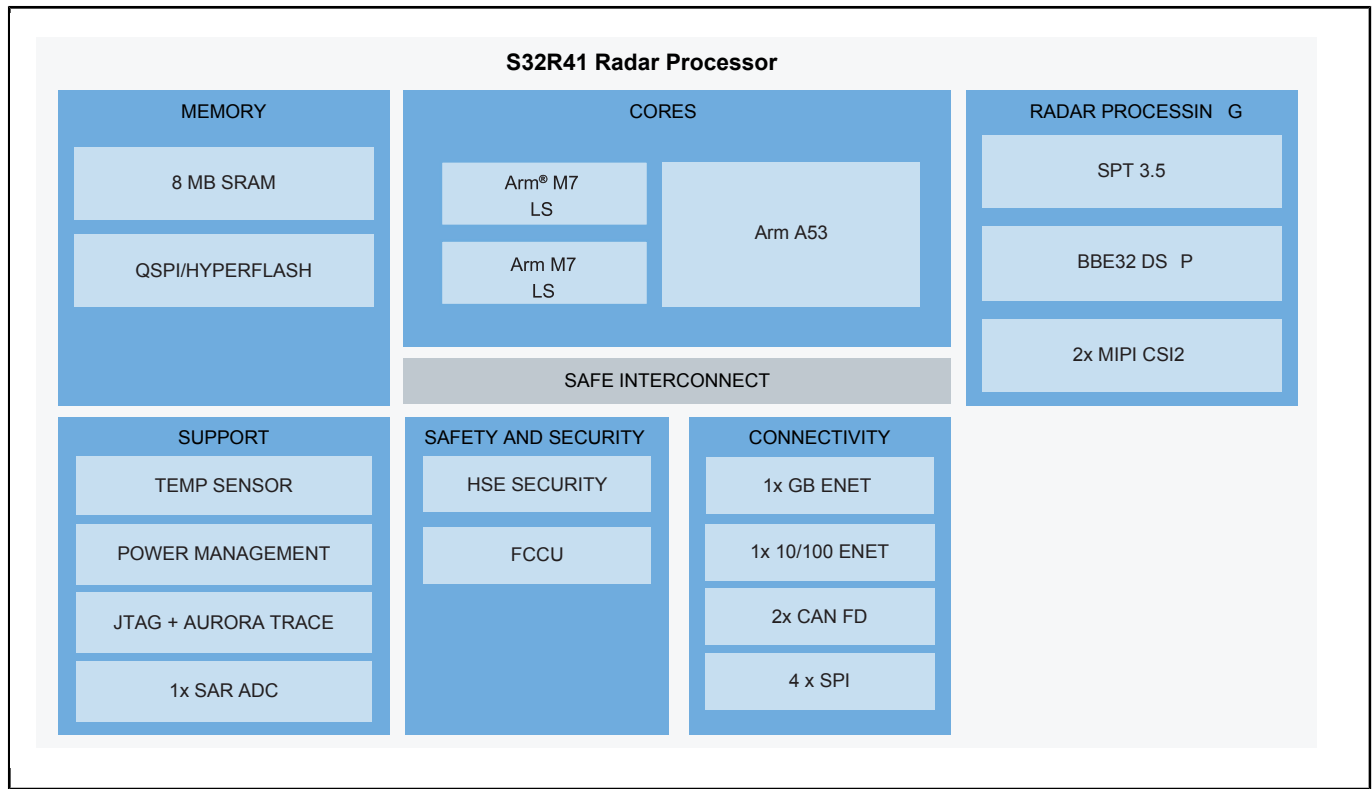 S32R41 Radar Processor
MEMORY
8 MB SRAM
QSPI/HYPERFLASH
CORES
Arm® M7
LS
Arm M7
LS
Arm A53
RADAR PROCESSIN G
SPT 3.5
BBE32 DS P
2x MIPI CSI2
SAFE INTERCONNECT
SUPPORT
TEMP SENSOR
POWER MANAGEMENT
JTAG + AURORA TRACE
1x SAR ADC
SAFETY AND SECURITY
HSE SECURITY
FCCU
CONNECTIVITY
1x GB ENET
1x 10/100 ENET
2x CAN FD
4 x SPI